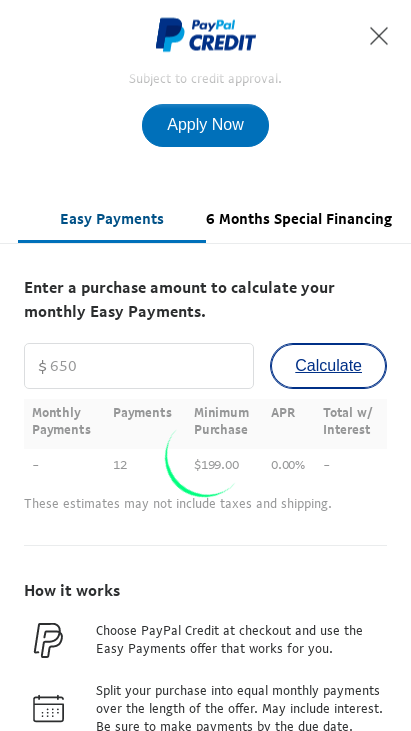 PayPal
CREDIT
Subject to credit approval.
Apply Now
Easy Payments
6 Months Special Financing
Enter a purchase amount to calculate your
monthly Easy Payments.
$ 650
Calculate
Monthly Payments Minimum APR Total w/
Payments Purchase Interest
– 12 $199.00 0.00% –
These estimates may not include taxes and shipping.
How it works
Choose PayPal Credit at checkout and use the
Easy Payments offer that works for you.
Split your purchase into equal monthly payments
over the length of the offer. May include interest.
Be sure to make payments by the due date.